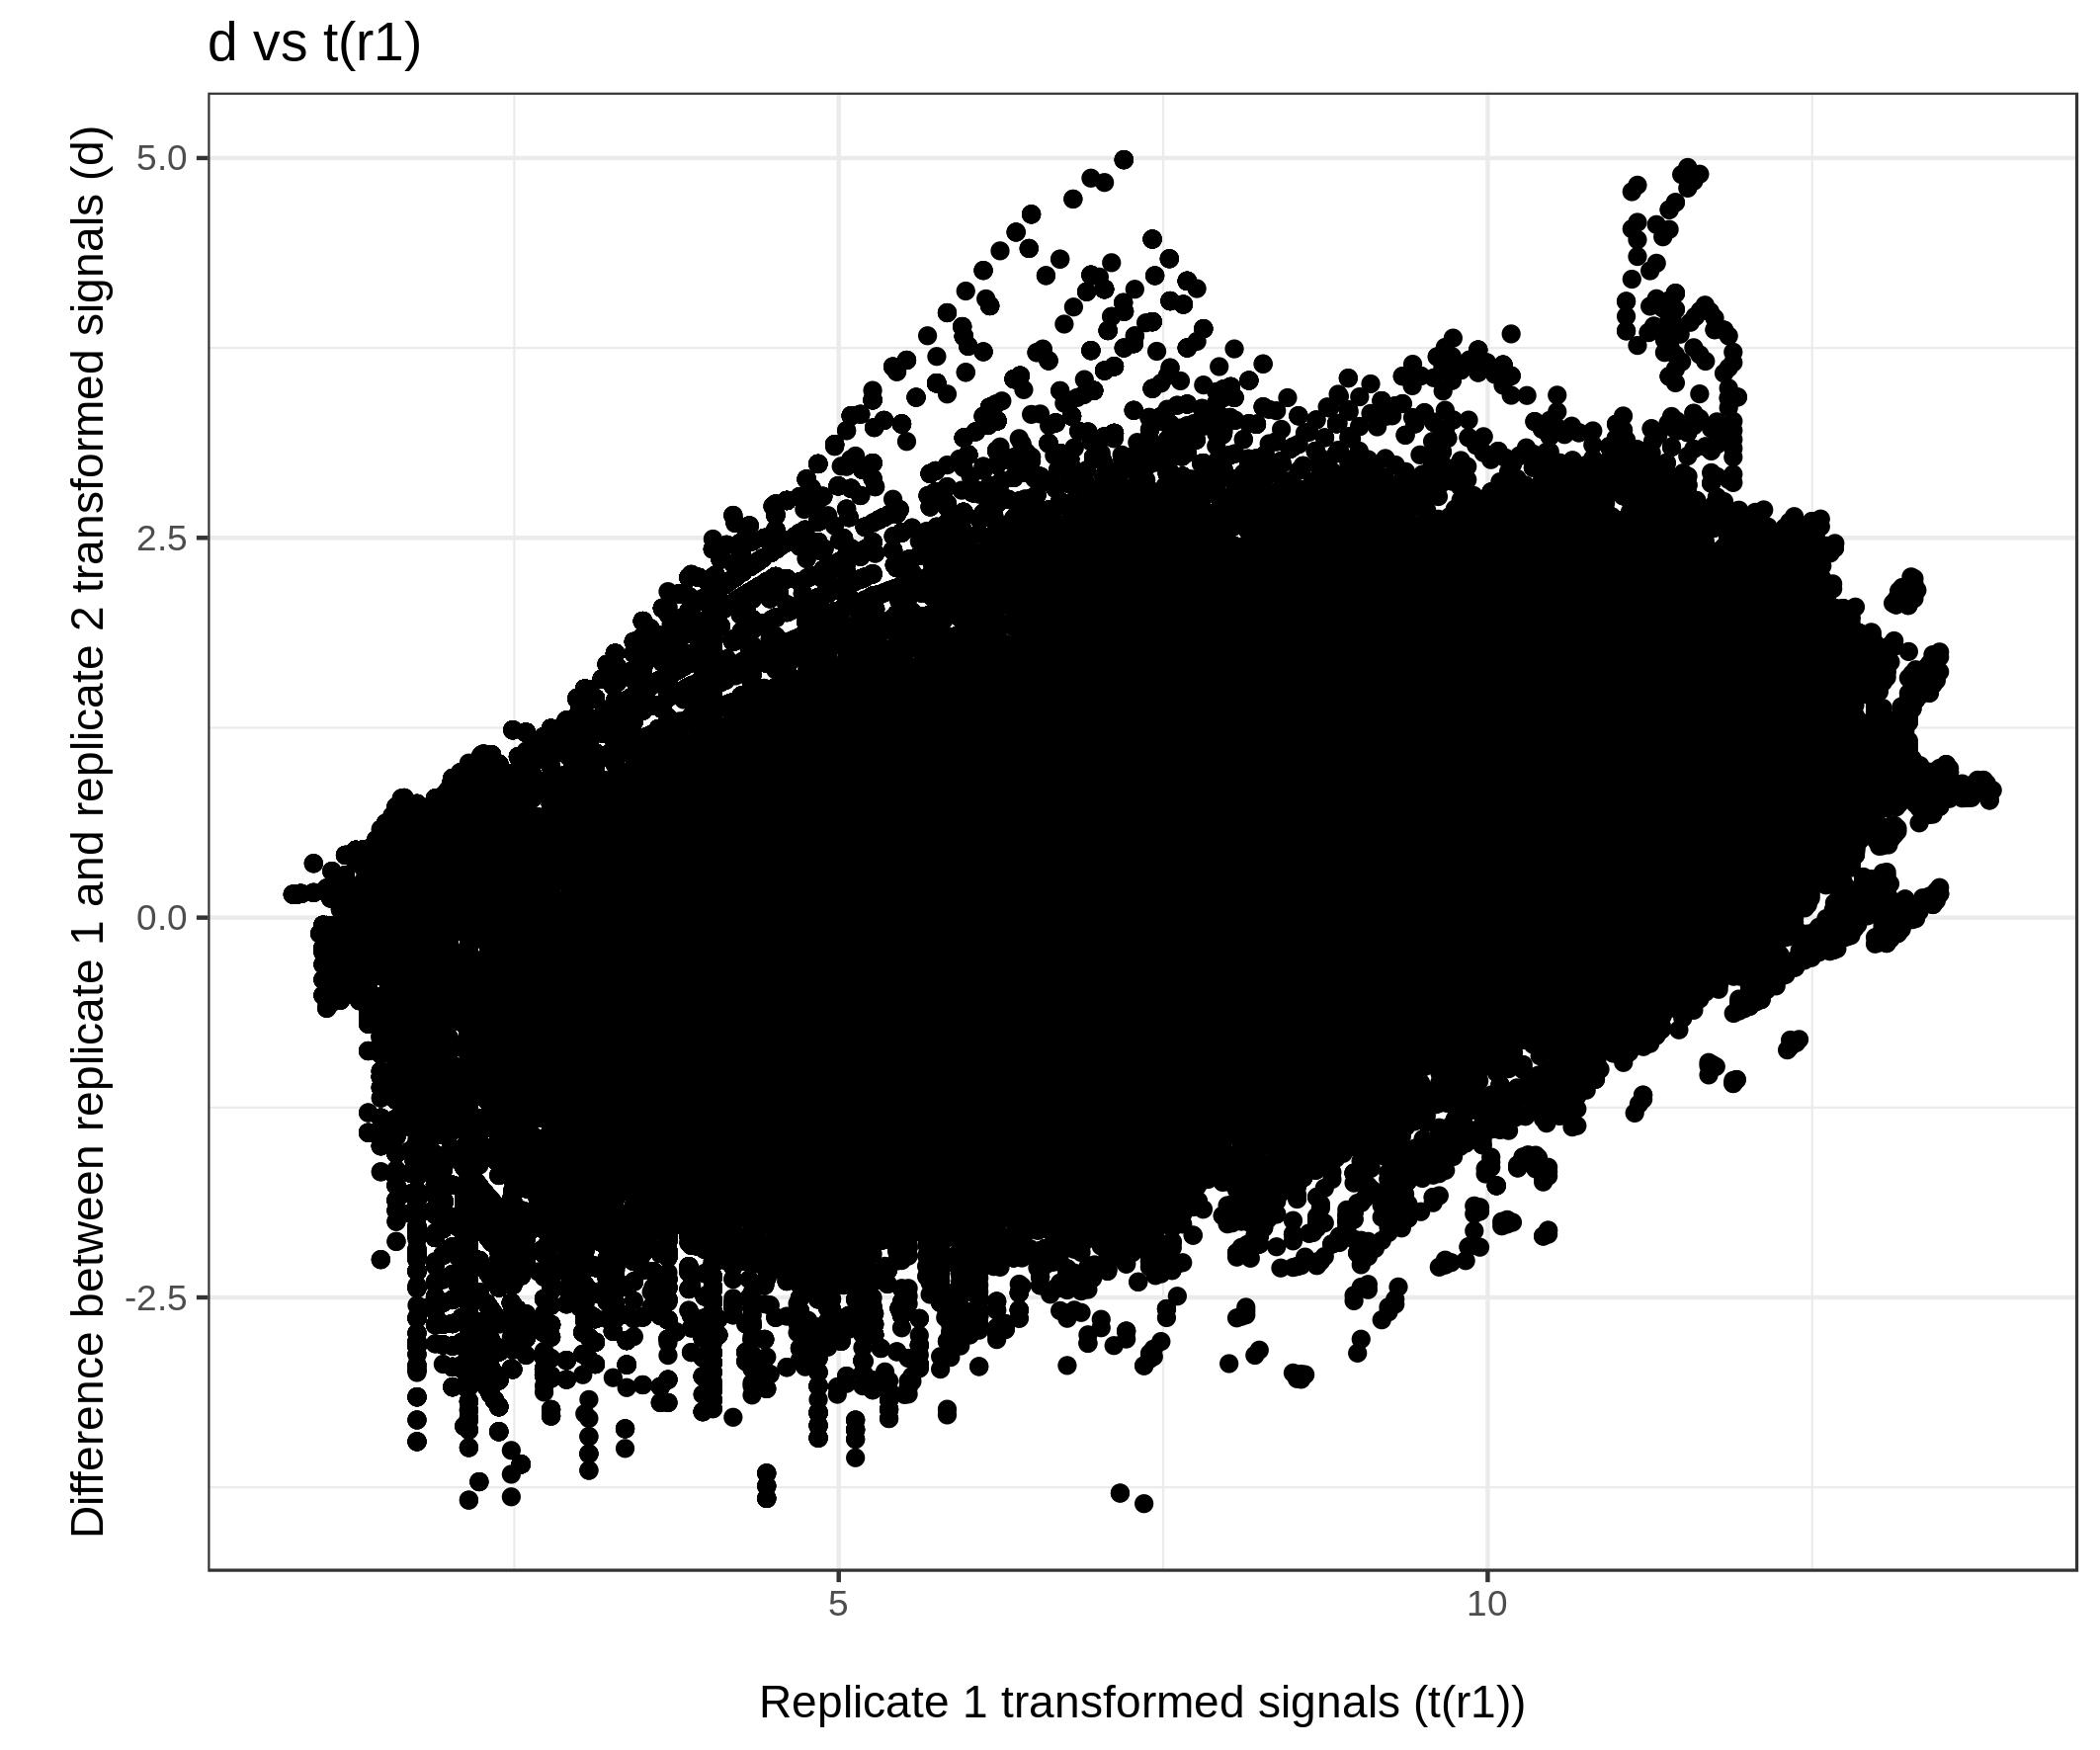 d vs t(r1)
Difference between replicate 1 and replicate 2 transformed signals (d)
5.0
2.5
0.0
-2.5
5
10
Replicate 1 transformed signals (t(r1))